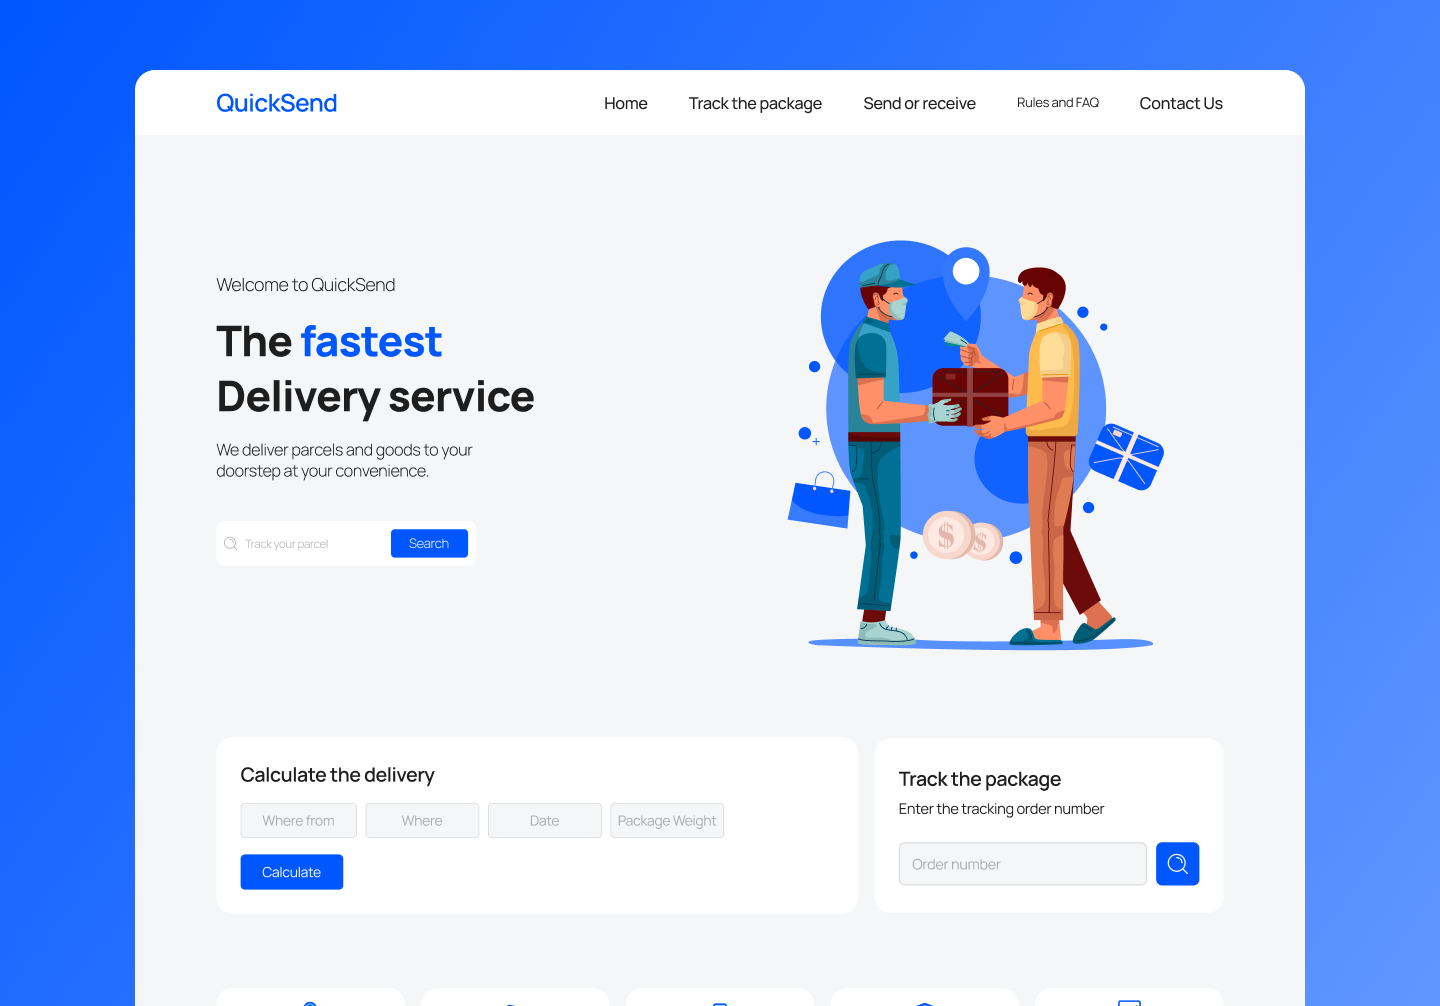 QuickSend
Home
Track the package
Send or receive
Rules and FAQ
Contact Us
Welcome to QuickSend
The fastest
Delivery service
We deliver parcels and goods to your
doorstep at your convenience.
Track your parcel
Search
$
$
Calculate the delivery
Where from
Where
Date
Package Weight
Calculate
Track the package
Enter the tracking order number
Order number